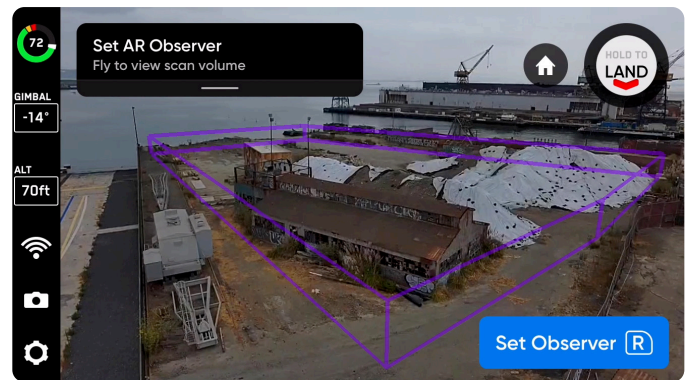 72
GIMBAL
-14°
ALT
70ft
Set AR Observer
Fly to view scan volume
HOLD TO
LAND
Set Observer R